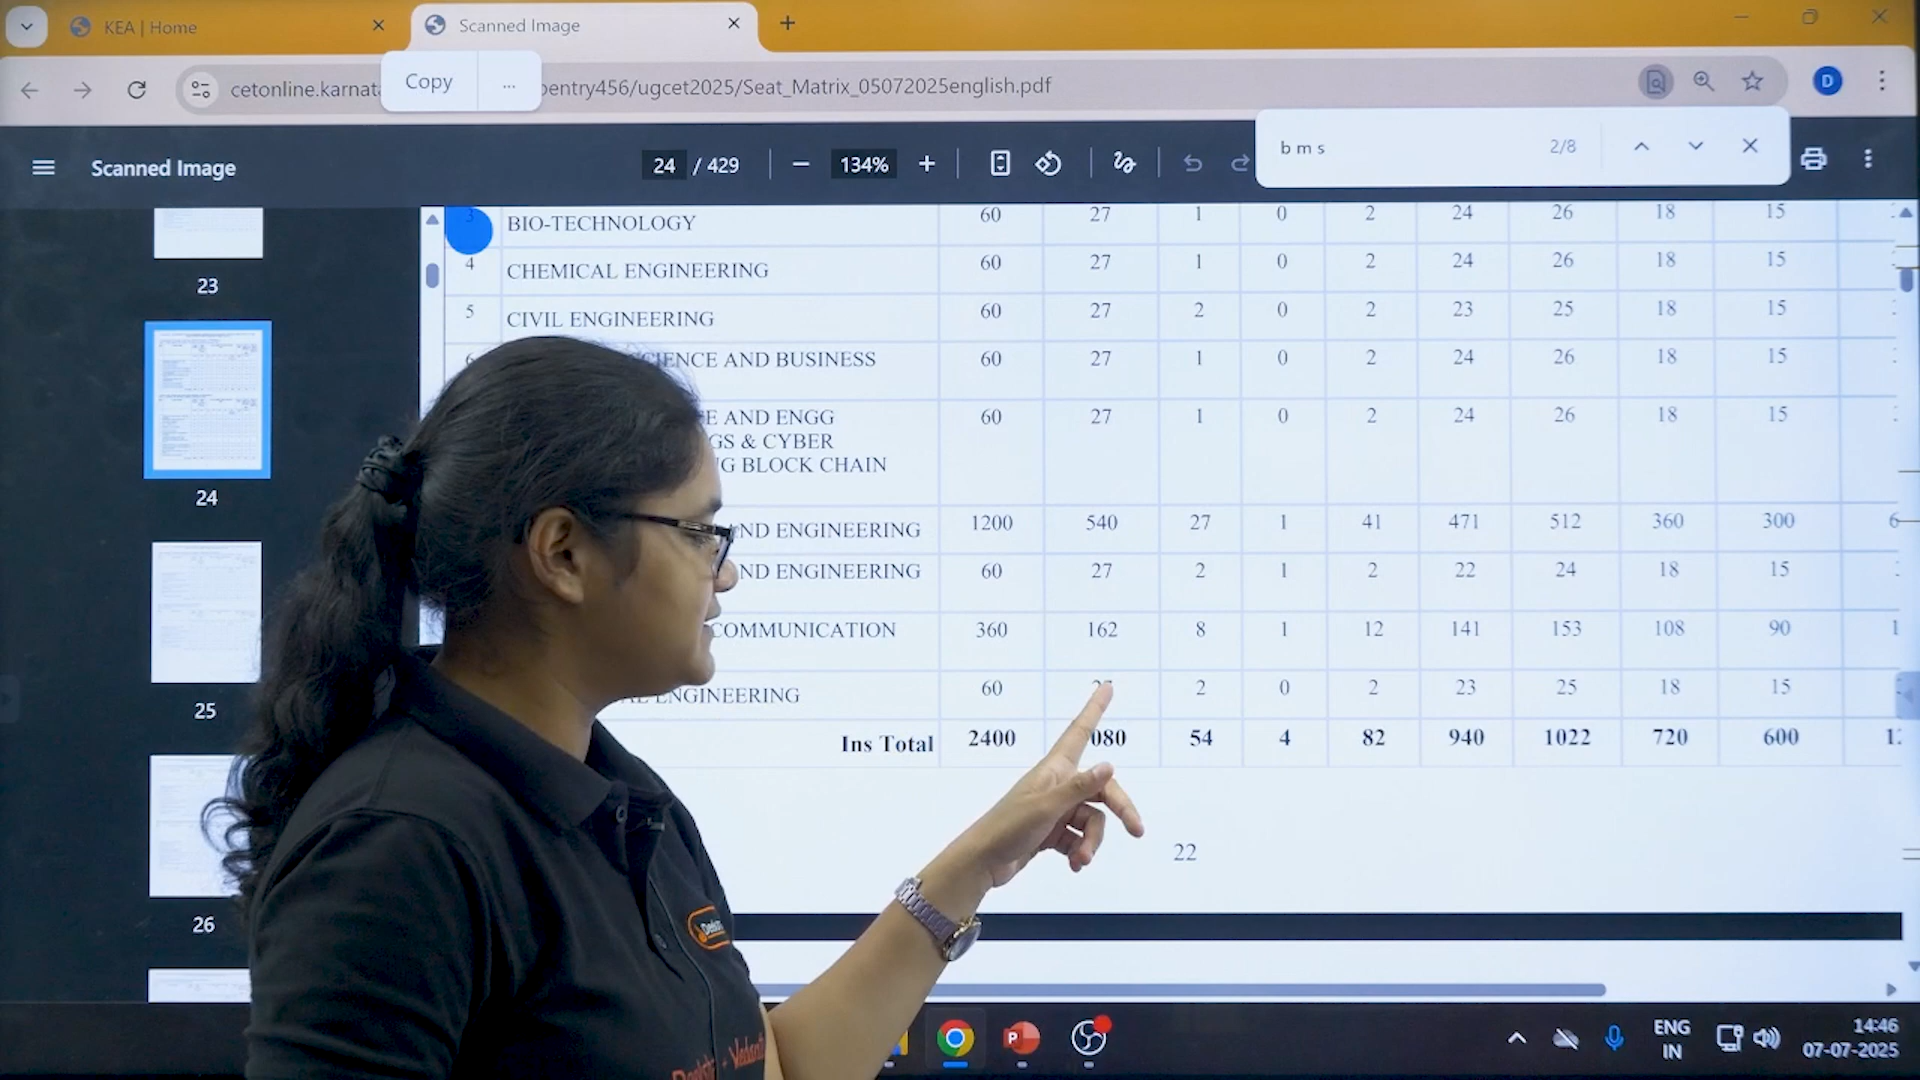 KEA | Home
Scanned Image
Copy
...
cetonline.karnata
entry456/ugcet2025/Seat_Matrix_05072025english.pdf
D
Scanned Image
24 / 429
134%
b m s
2/8
3 BIO-TECHNOLOGY 60 27 1 0 2 24 26 18 15
4 CHEMICAL ENGINEERING 60 27 1 0 2 24 26 18 15
5 CIVIL ENGINEERING 60 27 2 0 2 23 25 18 15
AND BUSINESS 60 27 1 0 2 24 26 18 15
AND ENGG 60 27 1 0 2 24 26 18 15
& CYBER
BLOCK CHAIN
ND ENGINEERING 1200 540 27 1 41 471 512 360 300 6
ND ENGINEERING 60 27 2 1 2 22 24 18 15
COMMUNICATION 360 162 8 1 12 141 153 108 90 1
ENGINEERING 60 2 0 2 23 25 18 15
Ins Total 2400 080 54 4 82 940 1022 720 600 1
22
23
24
25
26
P
ENG
IN
14:46
07-07-2025